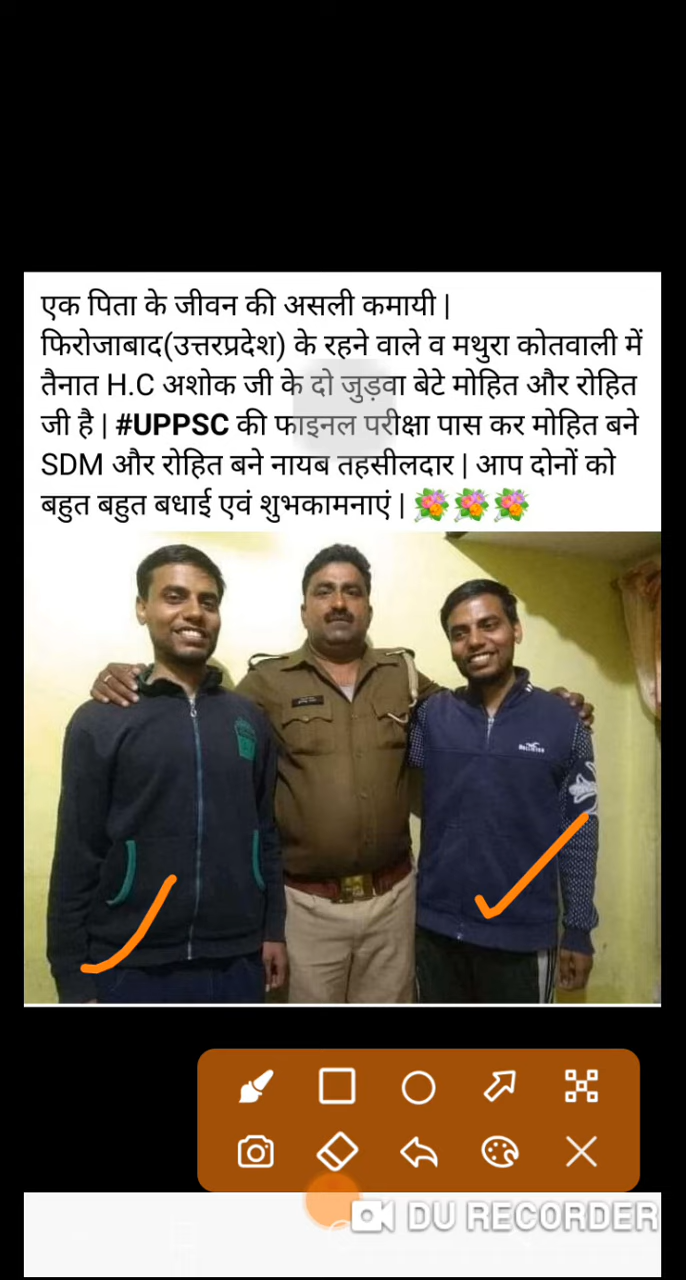 एक पिता के जीवन की असली कमायी |
फिरोजाबाद(उत्तरप्रदेश) के रहने वाले व मथुरा कोतवाली में
तैनात H.C अशोक जी के दो जुड़वा बेटे मोहित और रोहित
जी है | #UPPSC की फाइनल परीक्षा पास कर मोहित बने
SDM और रोहित बने नायब तहसीलदार | आप दोनों को
बहुत बहुत बधाई एवं शुभकामनाएं | 💐💐💐
DU RECORDER